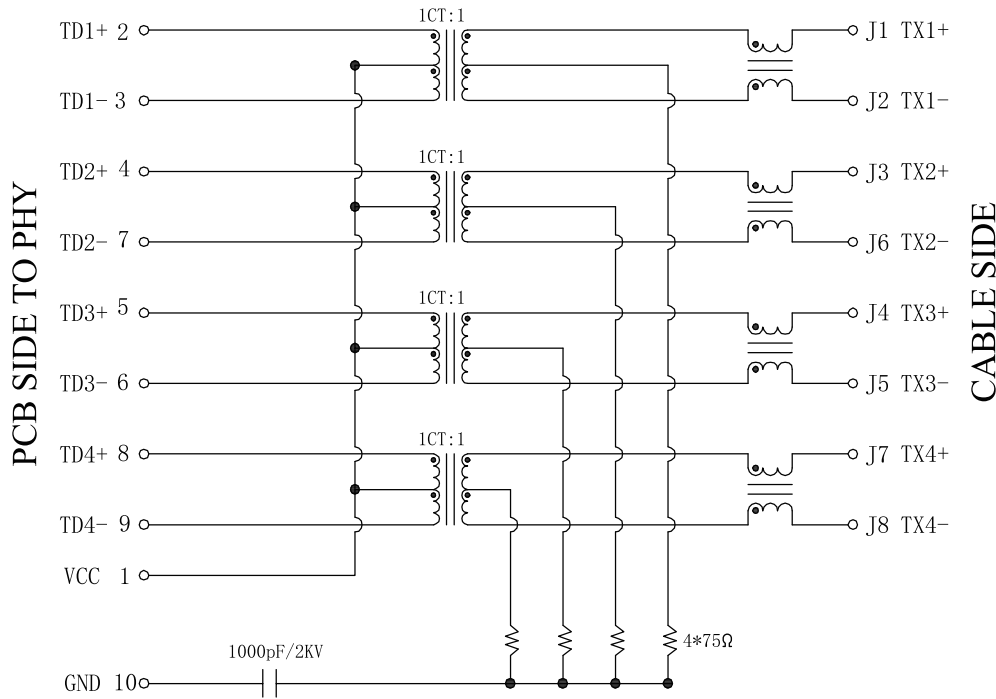 1CT:1
TD1+ 2
J1 TX1+
TD1- 3
J2 TX1-
1CT:1
TD2+ 4
J3 TX2+
TD2- 7
J6 TX2-
1CT:1
TD3+ 5
J4 TX3+
TD3- 6
J5 TX3-
1CT:1
TD4+ 8
J7 TX4+
TD4- 9
J8 TX4-
VCC 1
4*75Ω
1000pF/2KV
GND 10
PCB SIDE TO PHY
CABLE SIDE